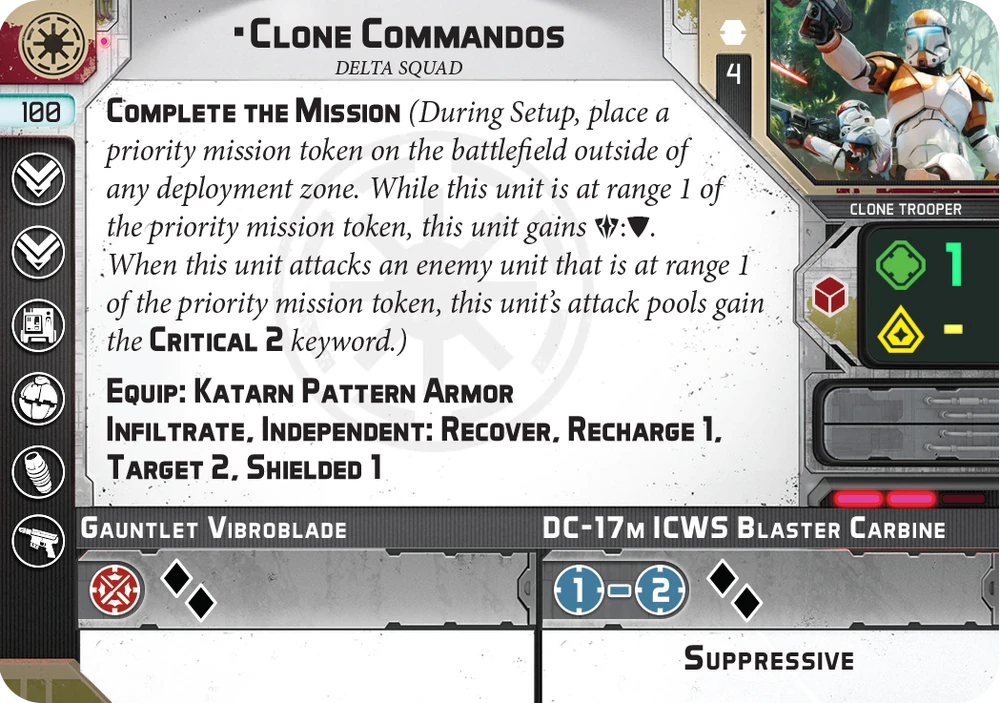 ▪CLONE COMMANDOS
DELTA SQUAD
100
4
COMPLETE THE MISSION (During Setup, place a
priority mission token on the battlefield outside of
any deployment zone. While this unit is at range 1 of
the priority mission token, this unit gains : .
When this unit attacks an enemy unit that is at range 1
of the priority mission token, this unit's attack pools gain
the CRITICAL 2 keyword.)
EQUIP: KATARN PATTERN ARMOR
INFILTRATE, INDEPENDENT: RECOVER, RECHARGE 1,
TARGET 2, SHIELDED 1
CLONE TROOPER
1
-
GAUNTLET VIBROBLADE
DC-17M ICWS BLASTER CARBINE
1-2
SUPPRESSIVE